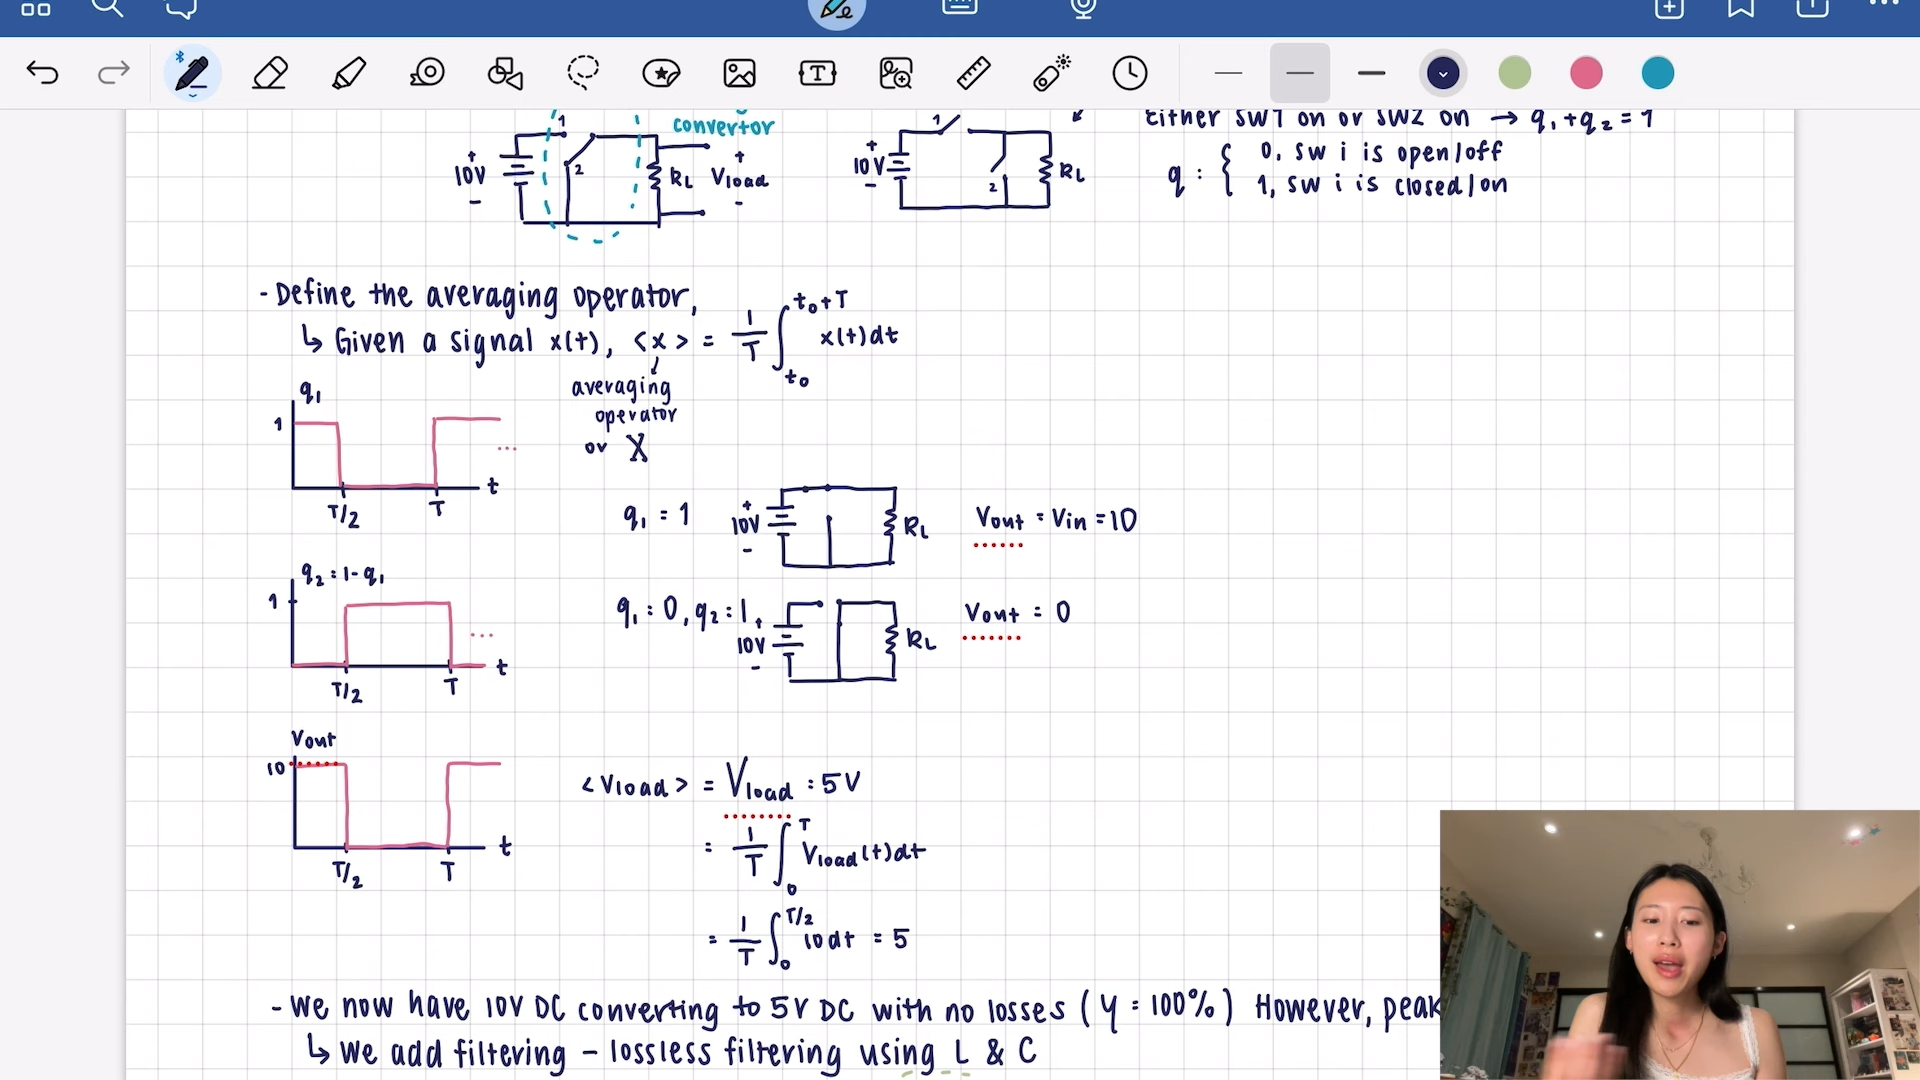 convertor
Either SW1 on or SW2 on → q₁+q₂ = 1
1
2
10V
+
-
RL
+
Vload
-
1
2
10V
+
-
RL
q : { 0, sw i is open/off
1, sw i is closed/on
- Define the averaging operator,
↳ Given a signal x(t), <x> = 1/T ∫ t₀ t₀+T x(t)dt
averaging
operator
or X
q₁
1
...
t
T/2
T
q₁ = 1
+
10V
-
RL
Vout = Vin = 10
q₂ = 1 - q₁
1
...
t
T/2
T
q₁ = 0, q₂ = 1
+
10V
-
RL
Vout = 0
Vout
10
t
T/2
T
<Vload> = Vload = 5V
= 1/T ∫ 0 T Vload(t)dt
= 1/T ∫ 0 T/2 10dt = 5
- We now have 10V DC converting to 5V DC with no losses (η = 100%) However, peak
↳ We add filtering – lossless filtering using L & C